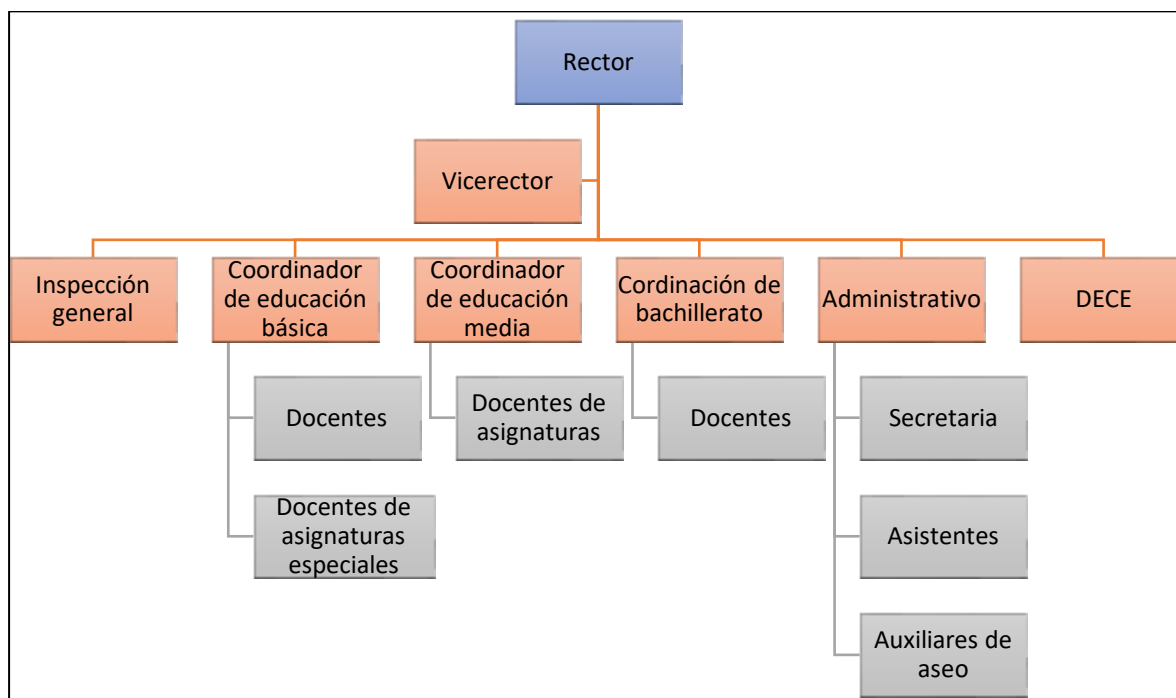 Rector
Vicerector
Inspección
general
Coordinador
de educación
básica
Coordinador
de educación
media
Cordinación de
bachillerato
Administrativo
DECE
Docentes
Docentes de
asignaturas
Docentes
Secretaria
Docentes de
asignaturas
especiales
Asistentes
Auxiliares de
aseo